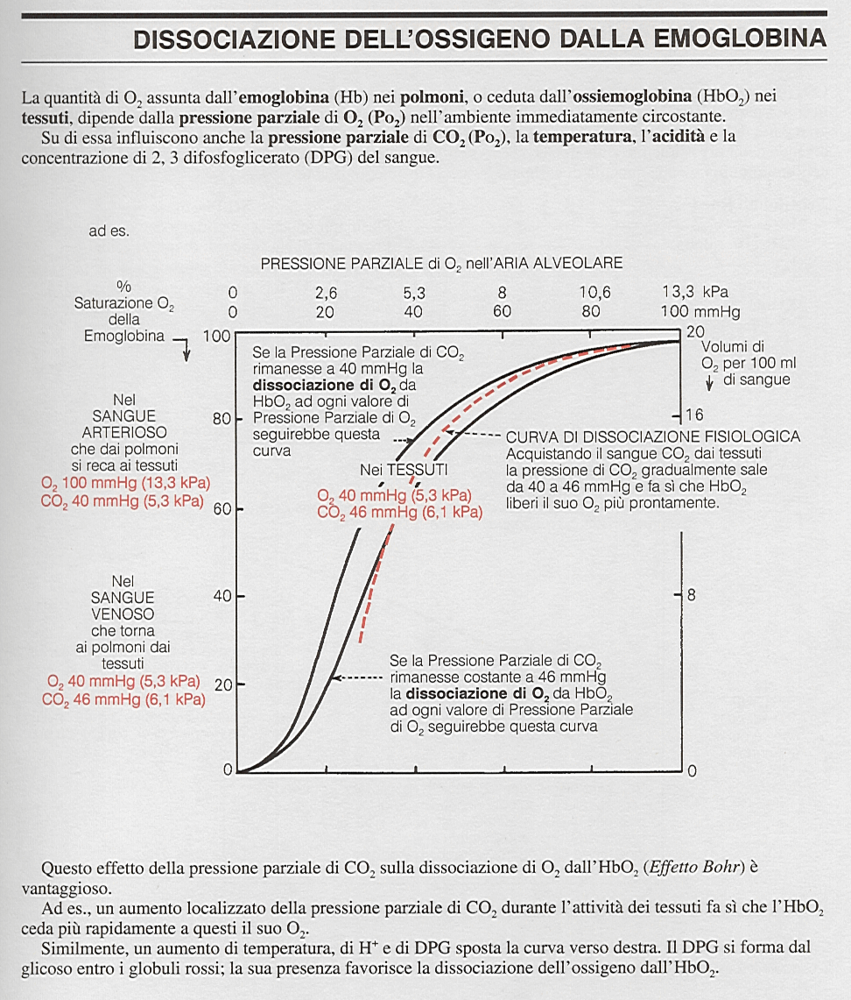 DISSOCIAZIONE DELL'OSSIGENO DALLA EMOGLOBINA
La quantità di O₂ assunta dall'emoglobina (Hb) nei polmoni, o ceduta dall'ossiemoglobina (HbO₂) nei
tessuti, dipende dalla pressione parziale di O₂ (Po₂) nell'ambiente immediatamente circostante.
Su di essa influiscono anche la pressione parziale di CO₂ (Po₂), la temperatura, l'acidità e la
concentrazione di 2, 3 difosfoglicerato (DPG) del sangue.
ad es.
PRESSIONE PARZIALE di O₂ nell'ARIA ALVEOLARE
0 2,6 5,3 8 10,6 13,3 kPa
0 20 40 60 80 100 mmHg
%
Saturazione O₂
della
Emoglobina
100
80
60
40
20
0
20
16
8
0
Volumi di
O₂ per 100 ml
di sangue
Nel
SANGUE
ARTERIOSO
che dai polmoni
si reca ai tessuti
O₂ 100 mmHg (13,3 kPa)
CO₂ 40 mmHg (5,3 kPa)
Nel
SANGUE
VENOSO
che torna
ai polmoni dai
tessuti
O₂ 40 mmHg (5,3 kPa)
CO₂ 46 mmHg (6,1 kPa)
Se la Pressione Parziale di CO₂
rimanesse a 40 mmHg la
dissociazione di O₂ da
HbO₂ ad ogni valore di
Pressione Parziale di O₂
seguirebbe questa
curva
Nei TESSUTI
O₂ 40 mmHg (5,3 kPa)
CO₂ 46 mmHg (6,1 kPa)
CURVA DI DISSOCIAZIONE FISIOLOGICA
Acquistando il sangue CO₂ dai tessuti
la pressione di CO₂ gradualmente sale
da 40 a 46 mmHg e fa sì che HbO₂
liberi il suo O₂ più prontamente.
Se la Pressione Parziale di CO₂
rimanesse costante a 46 mmHg
la dissociazione di O₂ da HbO₂
ad ogni valore di Pressione Parziale
di O₂ seguirebbe questa curva
Questo effetto della pressione parziale di CO₂ sulla dissociazione di O₂ dall'HbO₂ (Effetto Bohr) è
vantaggioso.
Ad es., un aumento localizzato della pressione parziale di CO₂ durante l'attività dei tessuti fa sì che l'HbO₂
ceda più rapidamente a questi il suo O₂.
Similmente, un aumento di temperatura, di H⁺ e di DPG sposta la curva verso destra. Il DPG si forma dal
glicoso entro i globuli rossi; la sua presenza favorisce la dissociazione dell'ossigeno dall'HbO₂.